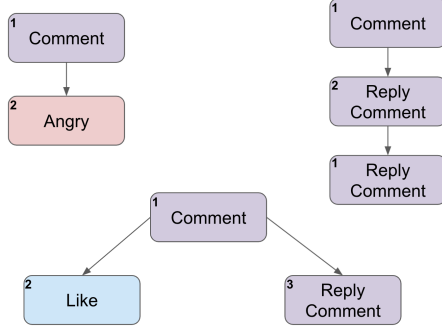 1
Comment
2
Angry
1
Comment
2
Reply
Comment
1
Reply
Comment
1
Comment
2
Like
3
Reply
Comment